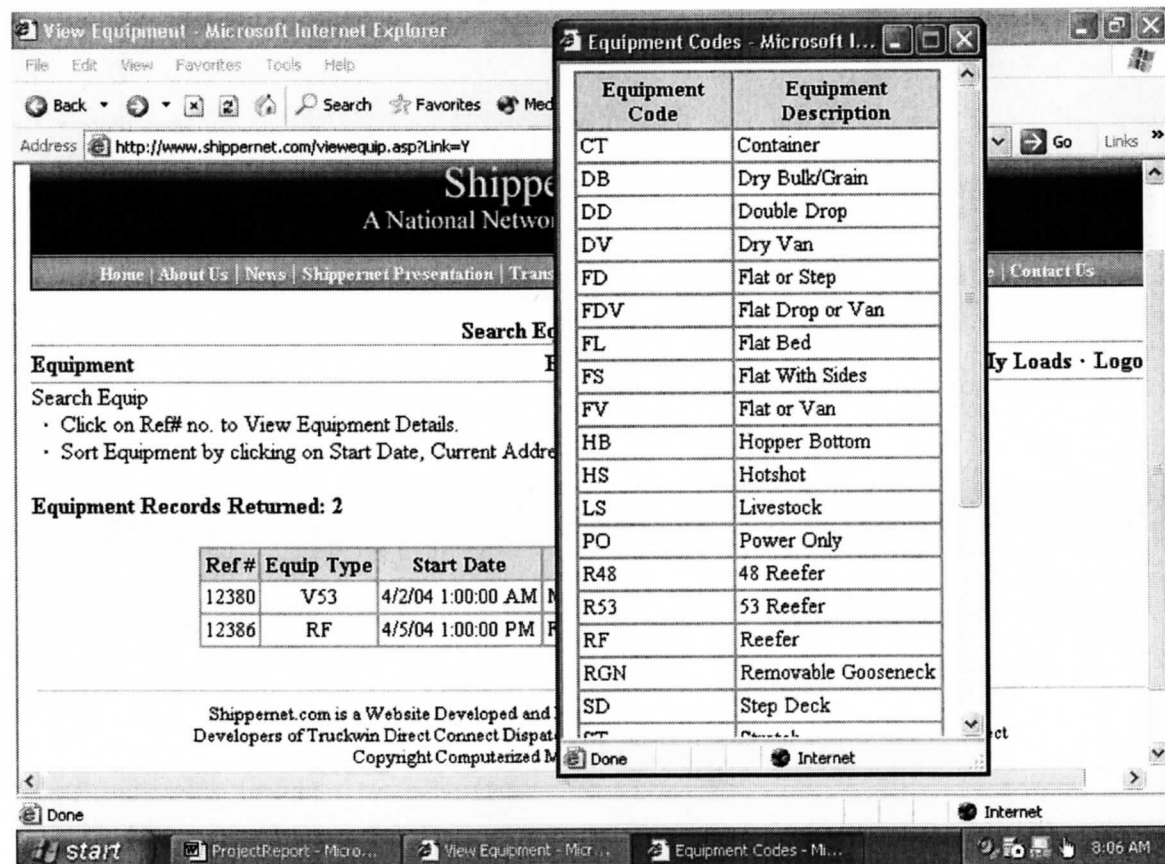 View Equipment - Microsoft Internet Explorer
File Edit View Favorites Tools Help
Back Search Favorites Med
Address http://www.shippernet.com/viewequip.asp?Link=Y Go Links »
Shippe
A National Networ
Home | About Us | News | Shippernet Presentation | Trans | Contact Us
Search Eq
Equipment ly Loads · Logo
Search Equip
· Click on Ref# no. to View Equipment Details.
· Sort Equipment by clicking on Start Date, Current Addre
Equipment Records Returned: 2
Ref# Equip Type Start Date
12380 V53 4/2/04 1:00:00 AM
12386 RF 4/5/04 1:00:00 PM
Shippernet.com is a Website Developed and
Developers of Truckwin Direct Connect Dispat ect
Copyright Computerized M
Done Internet
Equipment Codes - Microsoft I...
Equipment Code Equipment Description
CT Container
DB Dry Bulk/Grain
DD Double Drop
DV Dry Van
FD Flat or Step
FDV Flat Drop or Van
FL Flat Bed
FS Flat With Sides
FV Flat or Van
HB Hopper Bottom
HS Hotshot
LS Livestock
PO Power Only
R48 48 Reefer
R53 53 Reefer
RF Reefer
RGN Removable Gooseneck
SD Step Deck
Done Internet
start ProjectReport - Micro... View Equipment - Micr... Equipment Codes - Mi... 8:06 AM